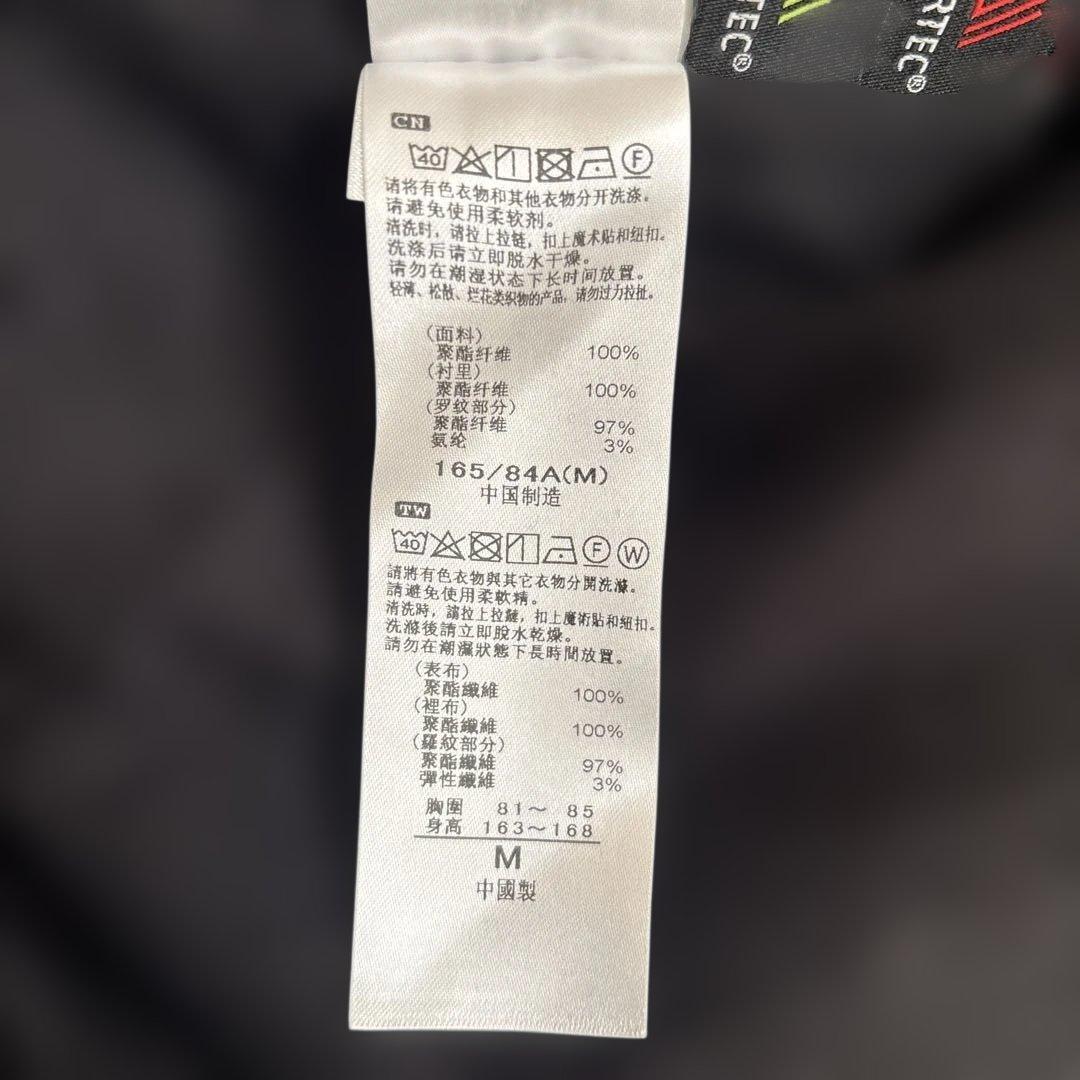 TEC®
RTEC®
CN
40 F
请将有色衣物和其他衣物分开洗涤。
请避免使用柔软剂。
清洗时，请拉上拉链，扣上魔术贴和纽扣。
洗涤后请立即脱水干燥。
请勿在潮湿状态下长时间放置。
轻薄、松散、烂花类织物的产品，请勿过力拉扯。
(面料)
聚酯纤维 100%
(衬里)
聚酯纤维 100%
(罗纹部分)
聚酯纤维 97%
氨纶 3%
165/84A(M)
中国制造
TW
40 F W
請將有色衣物與其它衣物分開洗滌。
請避免使用柔軟精。
清洗時，請拉上拉鏈，扣上魔術貼和紐扣。
洗滌後請立即脫水乾燥。
請勿在潮濕狀態下長時間放置。
(表布)
聚酯纖維 100%
(裡布)
聚酯纖維 100%
(羅紋部分)
聚酯纖維 97%
彈性纖維 3%
胸圍 81～ 85
身高 163～168
M
中國製